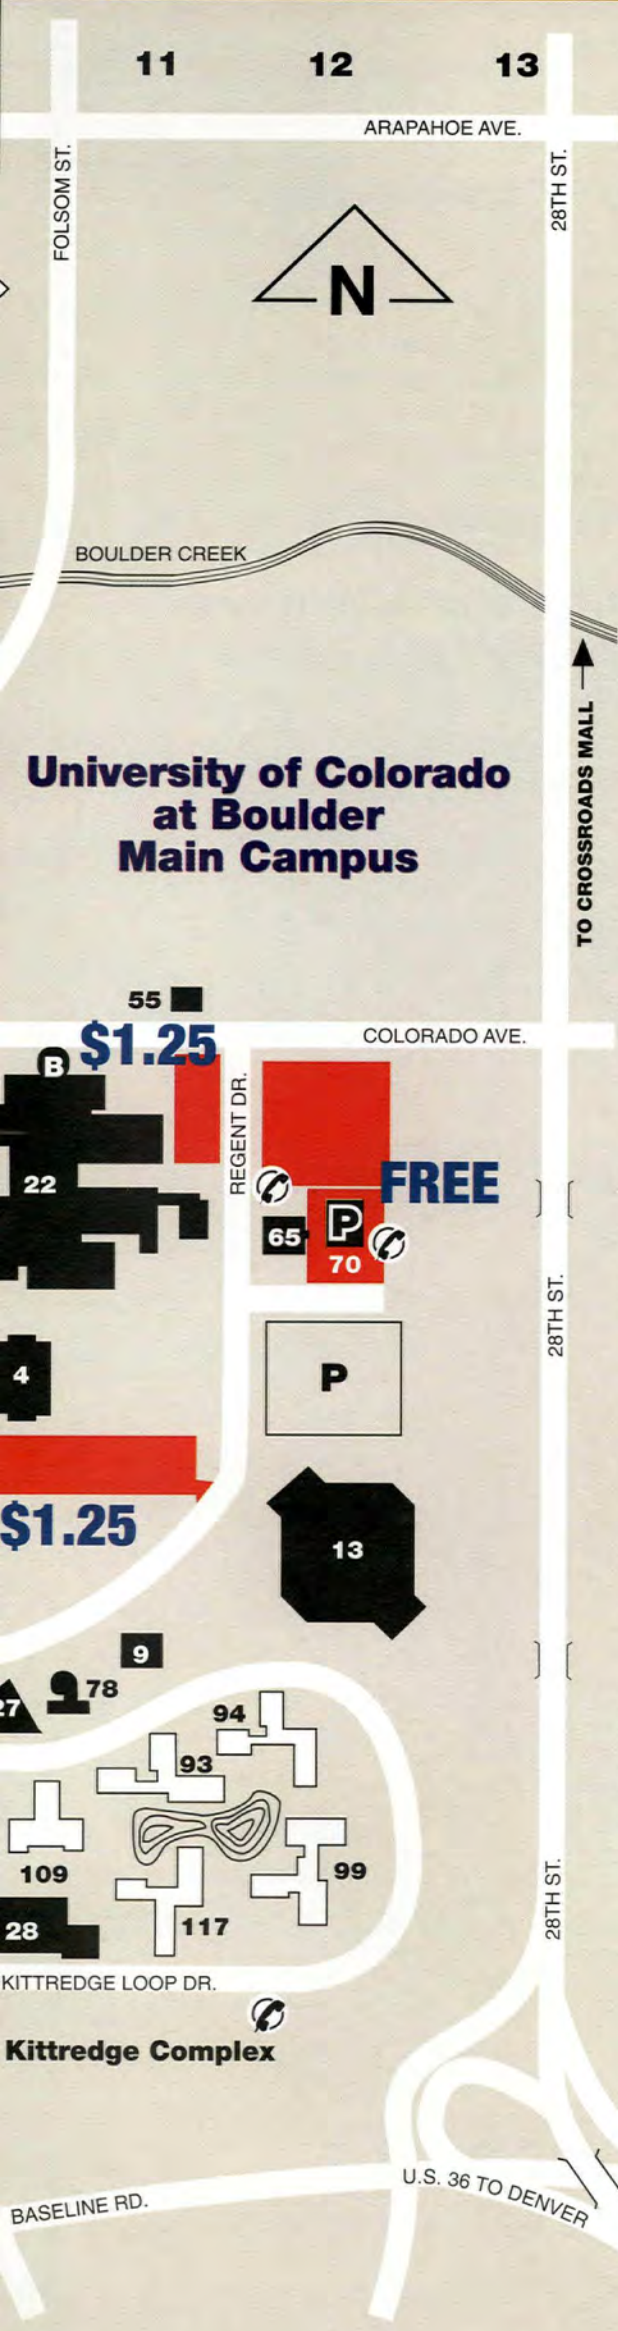 11 12 13
ARAPAHOE AVE.
FOLSOM ST.
28TH ST.
N
BOULDER CREEK
TO CROSSROADS MALL
University of Colorado
at Boulder
Main Campus
55
$1.25
COLORADO AVE.
B
REGENT DR.
22
FREE
65
P
70
28TH ST.
4
P
$1.25
13
9
78
27
94
93
109
99
28
117
28TH ST.
KITTREDGE LOOP DR.
Kittredge Complex
U.S. 36 TO DENVER
BASELINE RD.